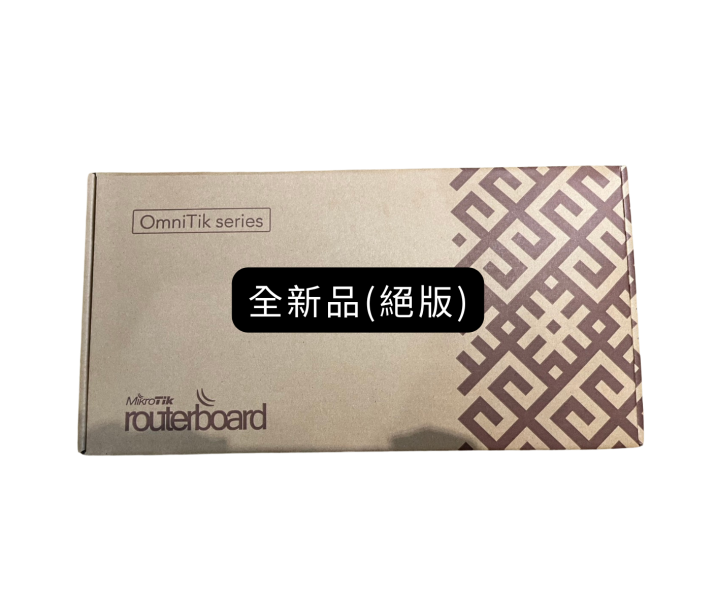 OmniTik series
全新品(絕版)
MikroTik
routerboard